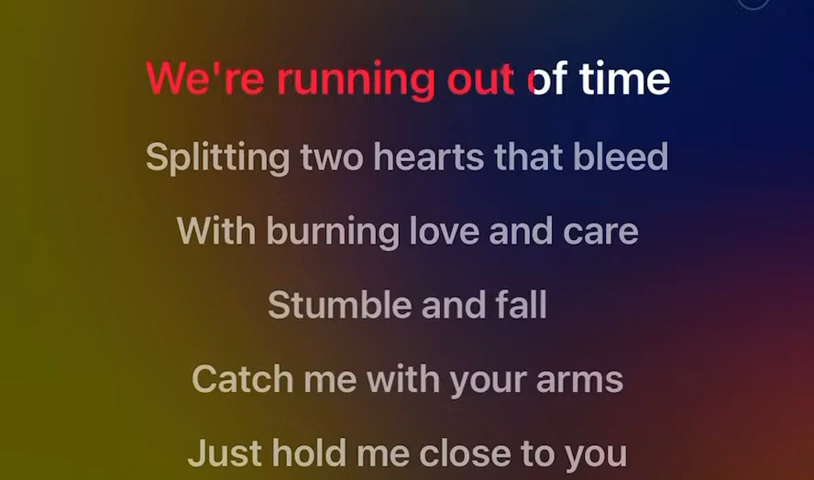 We're running out of time
Splitting two hearts that bleed
With burning love and care
Stumble and fall
Catch me with your arms
Just hold me close to you